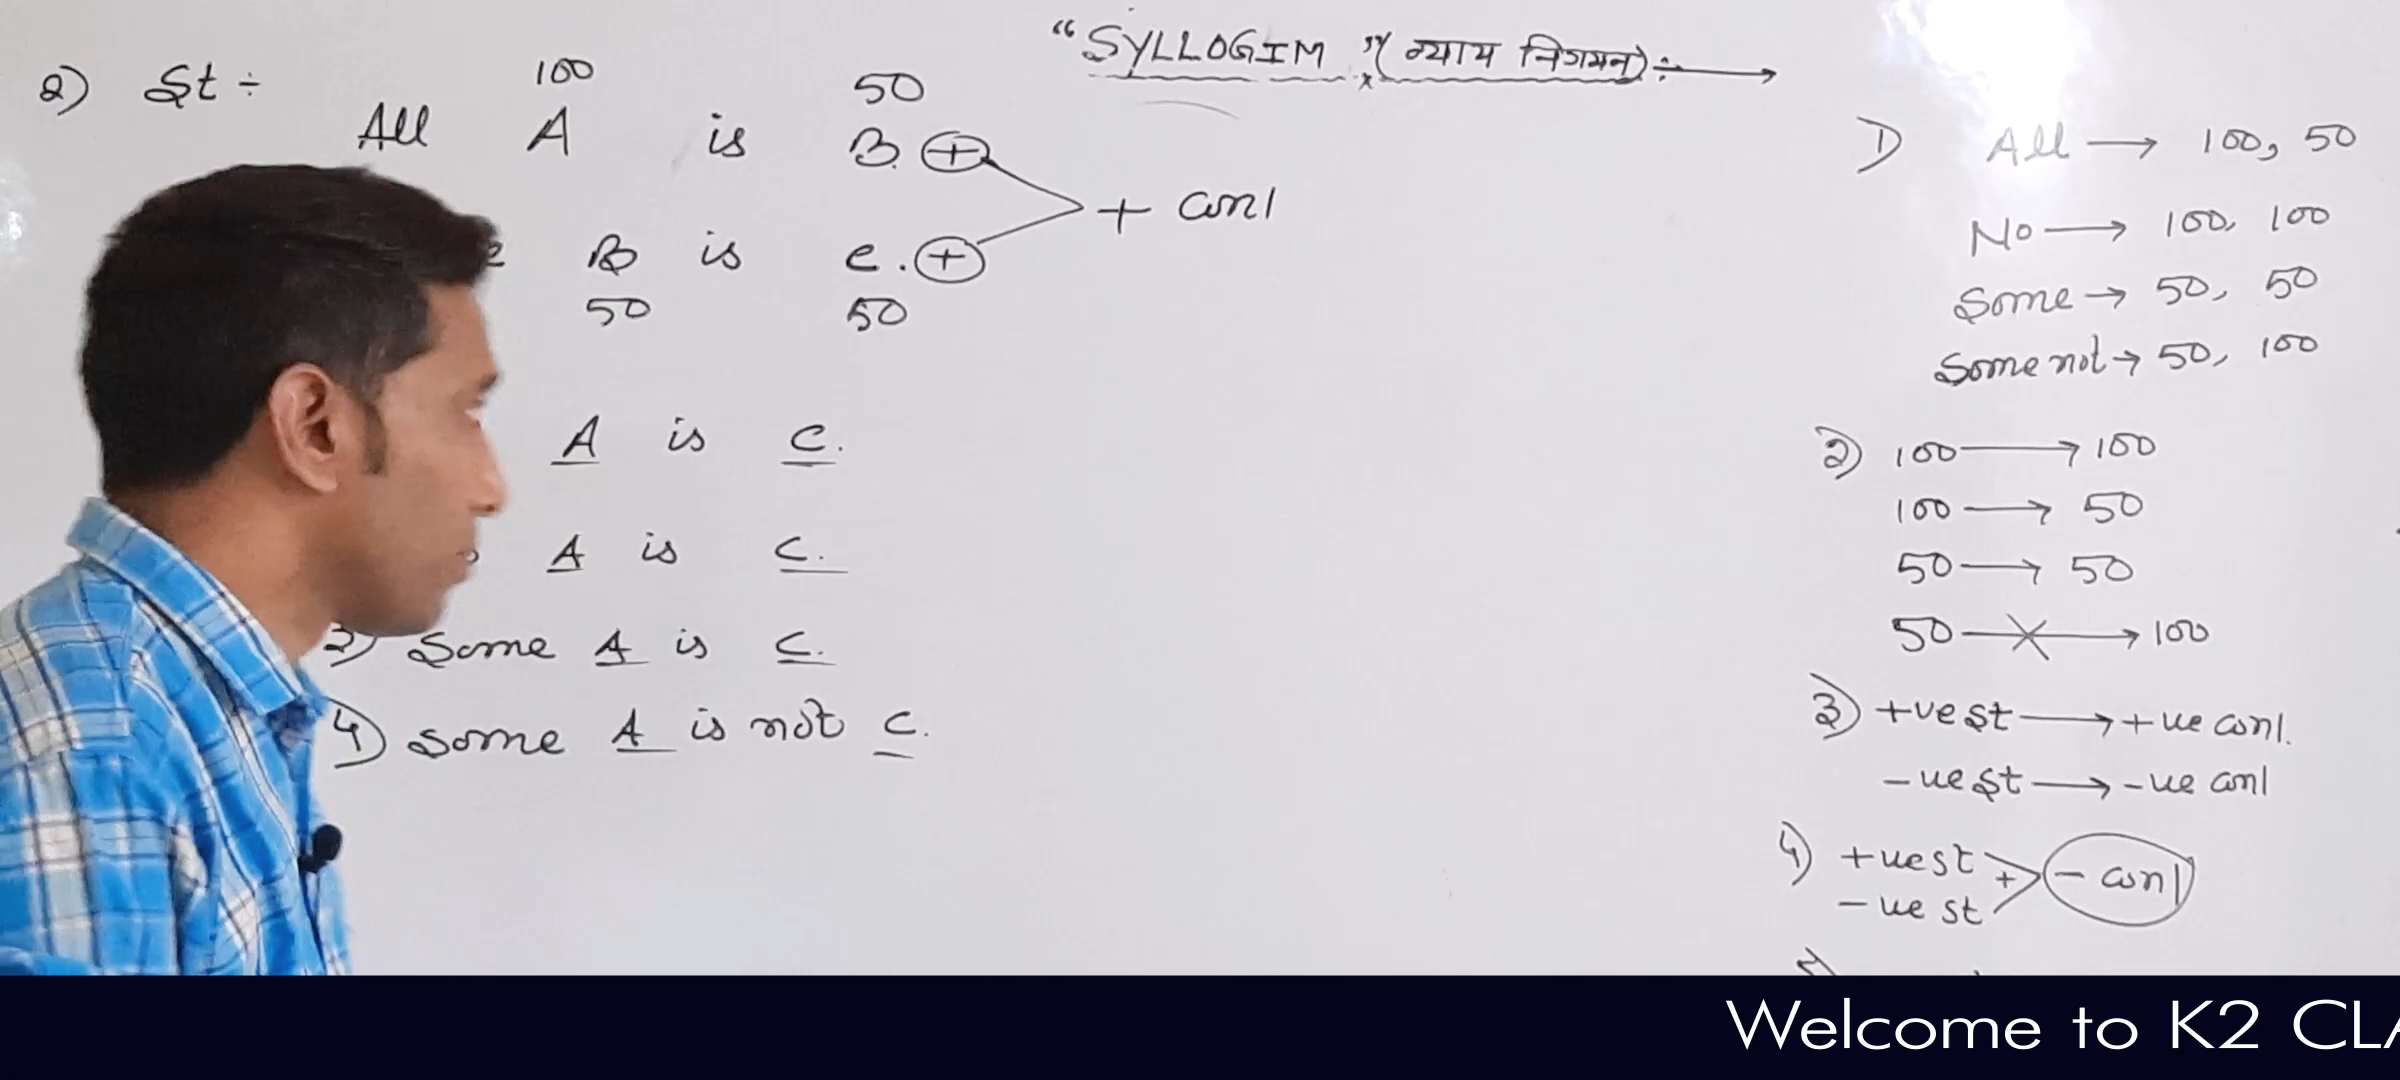 "SYLLOGIM" (न्याय निगमन) ÷ →
2) St ÷
100 50
All A is B. ⊕
+ conl
B is c. ⊕
50 50
A is C.
A is C.
3) Some A is C.
4) some A is not C.
1) All → 100, 50
No → 100, 100
Some → 50, 50
Some not → 50, 100
2) 100 → 100
100 → 50
50 → 50
50 → 100
3) +ve st → +ve conl.
-ve st → -ve conl
4) +ve st + - conl
-ve st
Welcome to K2